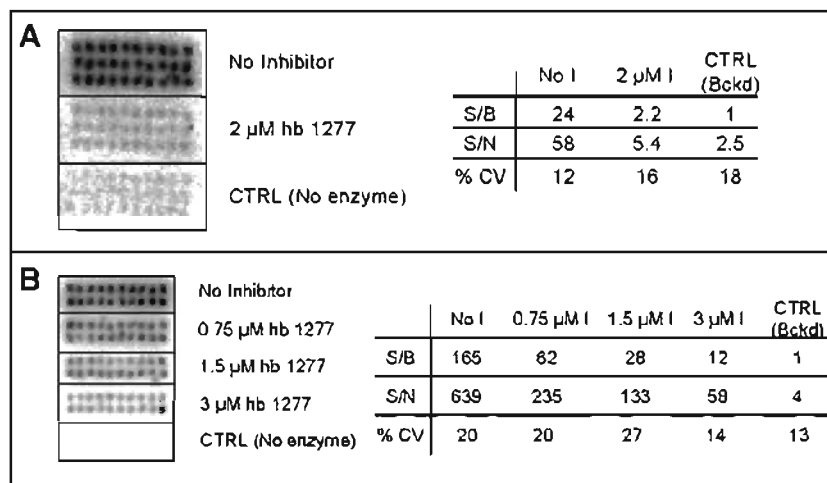 A
No Inhibitor
2 µM hb 1277
CTRL (No enzyme)
No I 2 µM I CTRL (Bckd)
S/B 24 2.2 1
S/N 58 5.4 2.5
% CV 12 16 18
B
No Inhibitor
0.75 µM hb 1277
1.5 µM hb 1277
3 µM hb 1277
CTRL (No enzyme)
No I 0.75 µM I 1.5 µM I 3 µM I CTRL (Bckd)
S/B 165 62 28 12 1
S/N 639 235 133 59 4
% CV 20 20 27 14 13